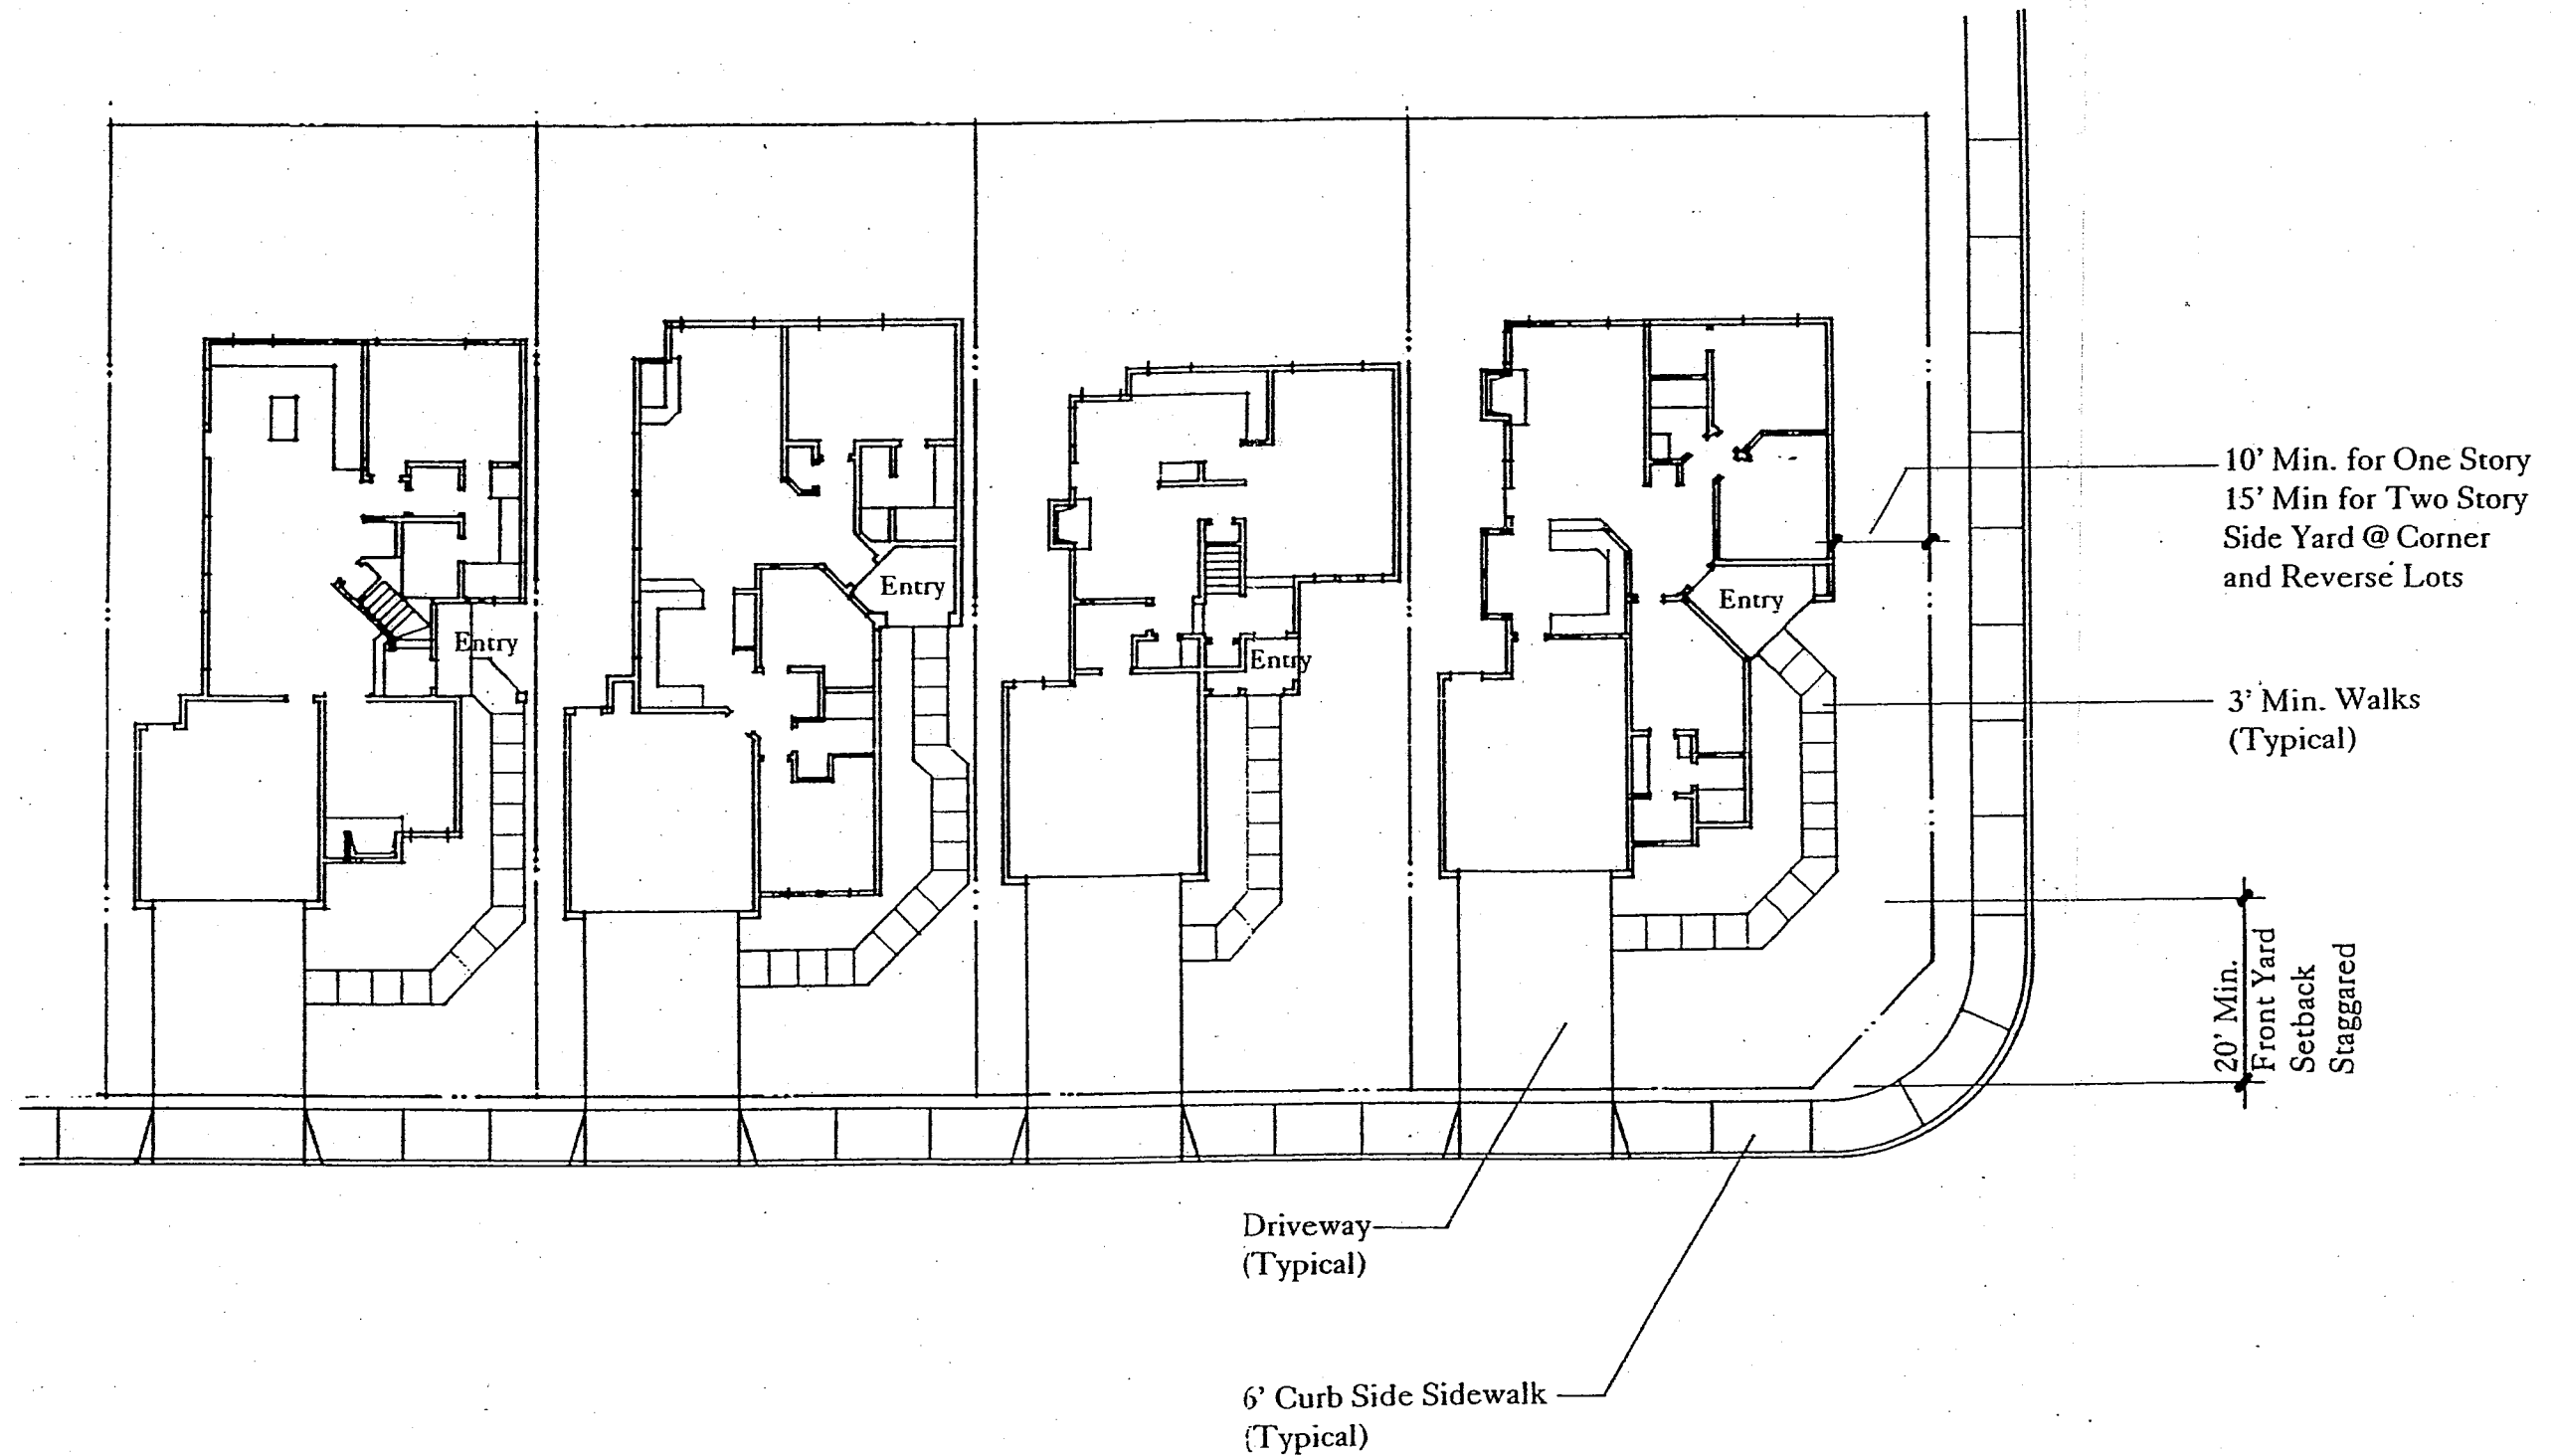 10' Min. for One Story
15' Min for Two Story
Side Yard @ Corner
and Reverse Lots
Entry
Entry
Entry
Entry
3' Min. Walks
(Typical)
20' Min.
Front Yard
Setback
Staggared
Driveway
(Typical)
6' Curb Side Sidewalk
(Typical)